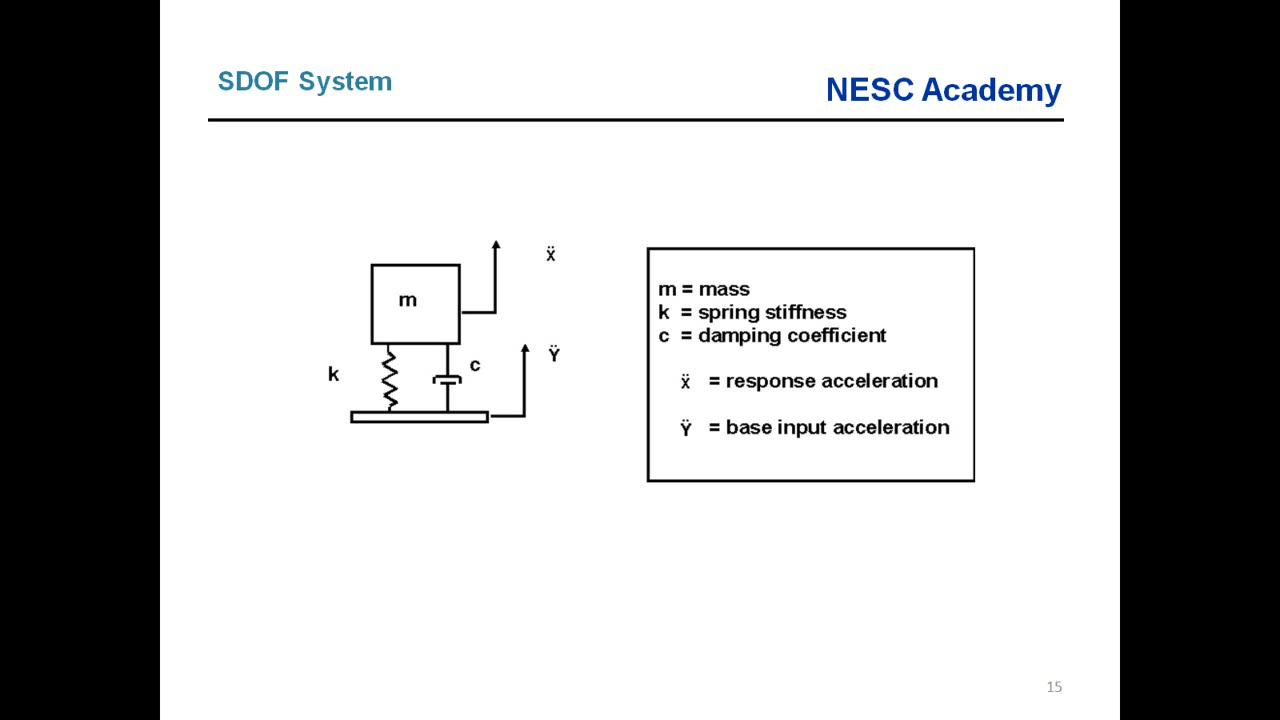 SDOF System
NESC Academy
m
ẍ
k
c
Ÿ
m = mass
k = spring stiffness
c = damping coefficient
ẍ = response acceleration
Ÿ = base input acceleration
15